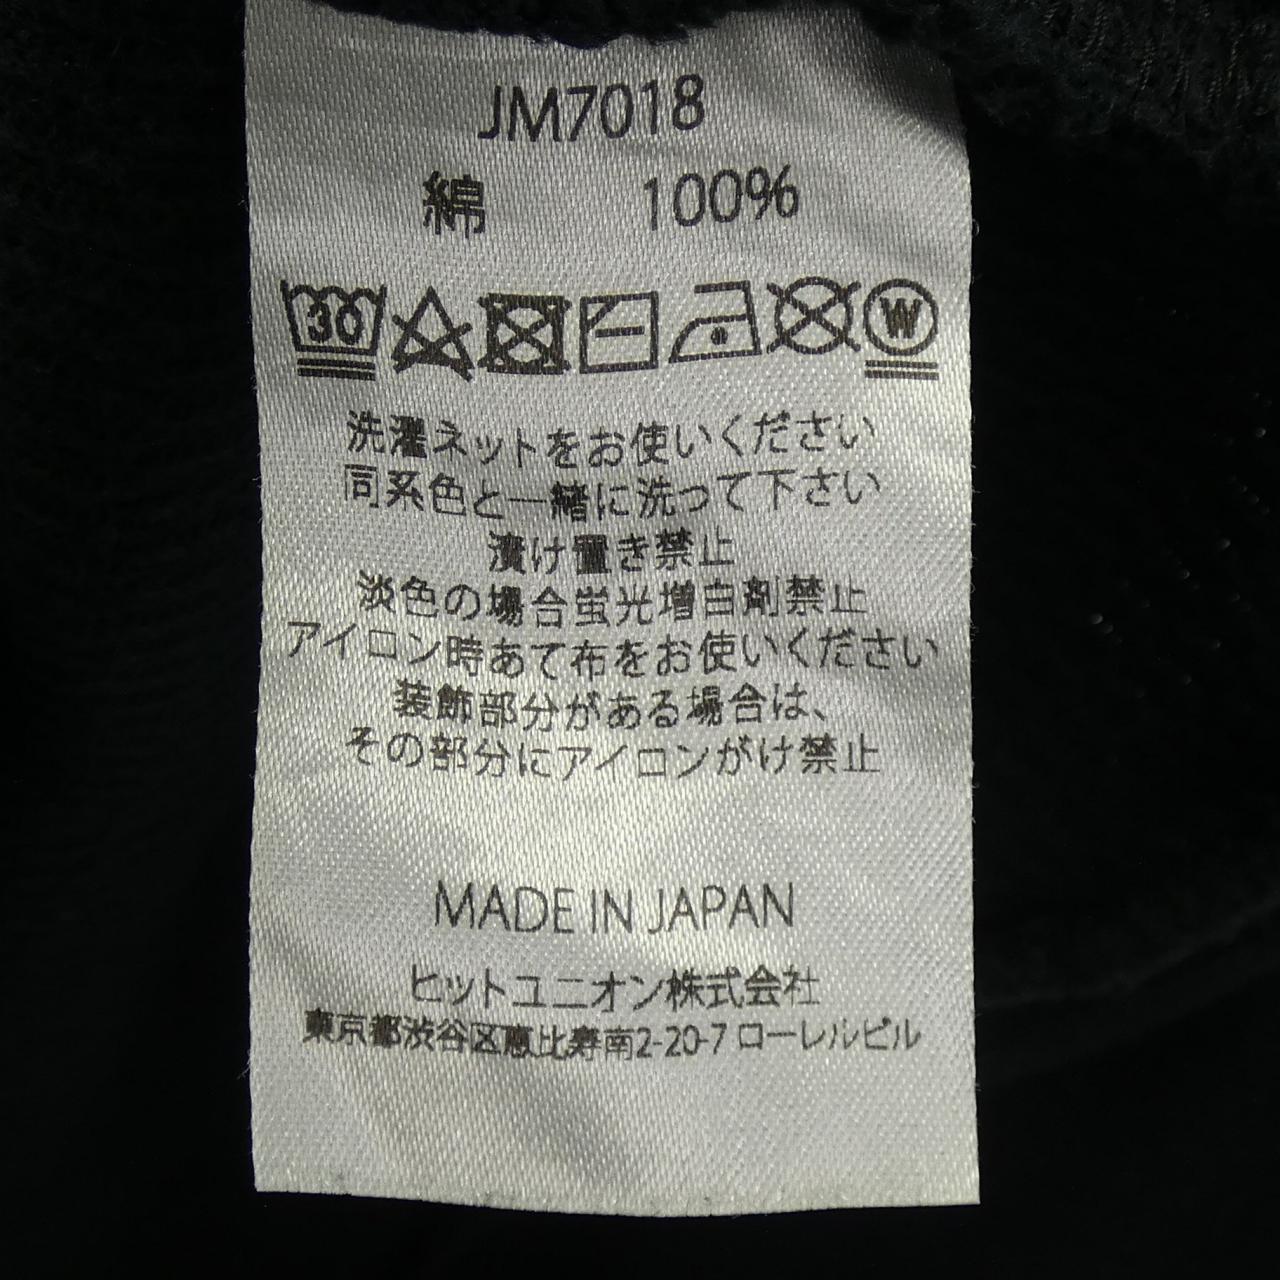 JM7018
綿 100%
30 W
洗濯ネットをお使いください
同系色と一緒に洗って下さい
漬け置き禁止
淡色の場合蛍光増白剤禁止
アイロン時あて布をお使いください
装飾部分がある場合は、
その部分にアイロンがけ禁止
MADE IN JAPAN
ヒットユニオン株式会社
東京都渋谷区恵比寿南2-20-7 ローレルビル